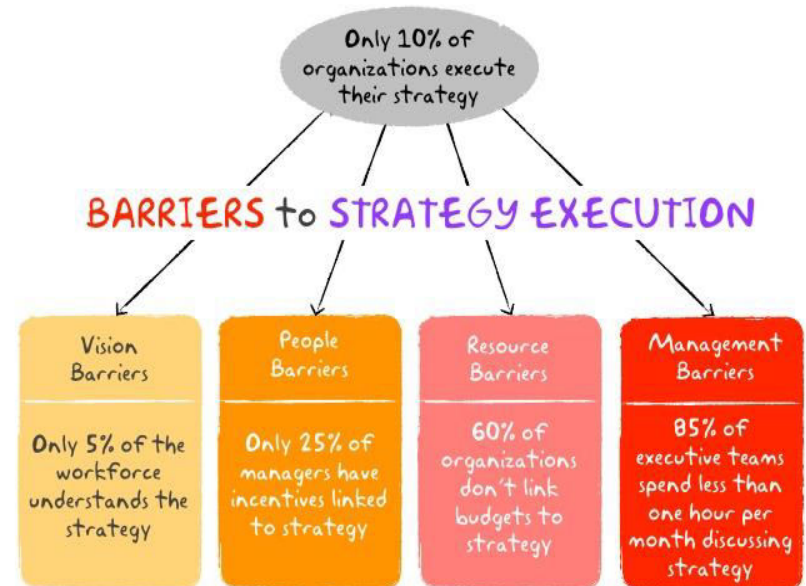 Only 10% of
organizations execute
their strategy
BARRIERS to STRATEGY EXECUTION
Vision
Barriers
Only 5% of the
workforce
understands the
strategy
People
Barriers
Only 25% of
managers have
incentives linked
to strategy
Resource
Barriers
60% of
organizations
don't link
budgets to
strategy
Management
Barriers
85% of
executive teams
spend less than
one hour per
month discussing
strategy